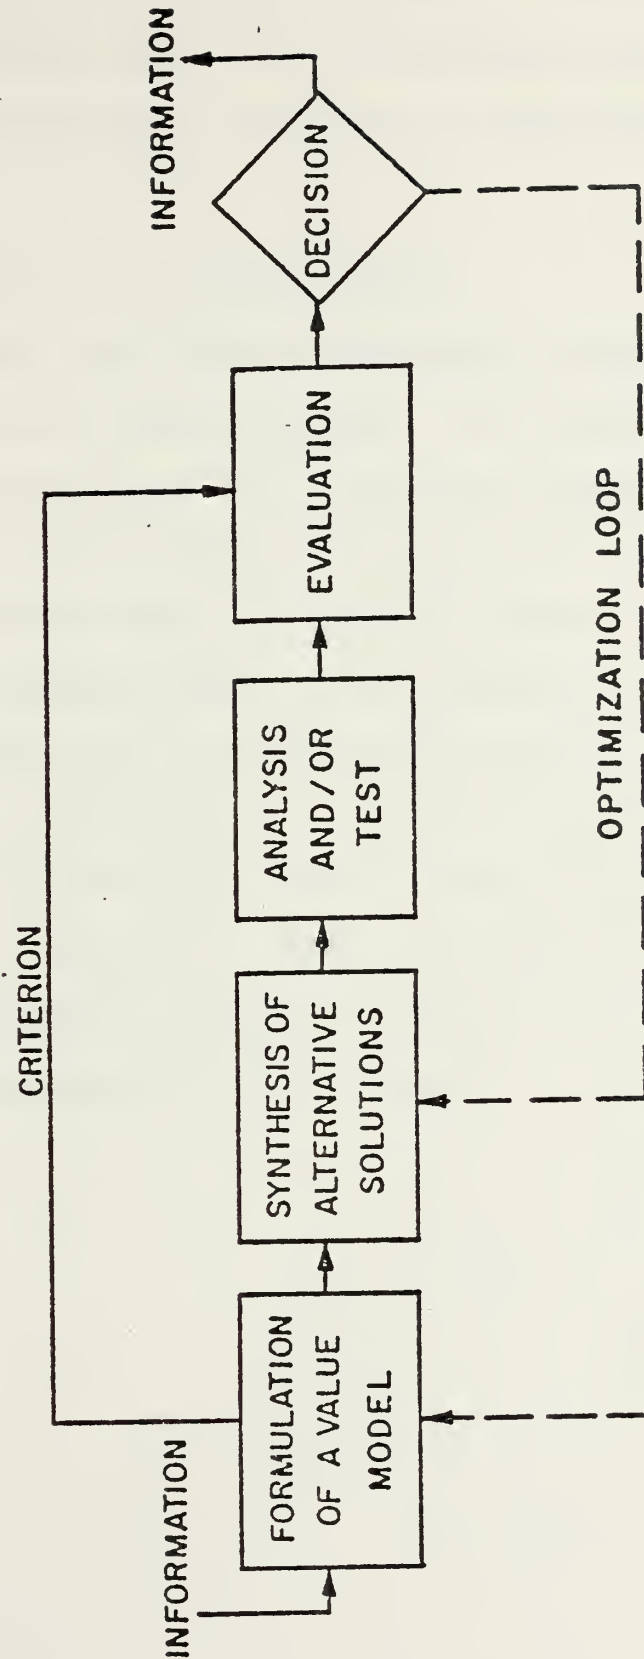 CRITERION
INFORMATION
FORMULATION
OF A VALUE
MODEL
SYNTHESIS OF
ALTERNATIVE
SOLUTIONS
ANALYSIS
AND/OR
TEST
EVALUATION
DECISION
INFORMATION
OPTIMIZATION LOOP